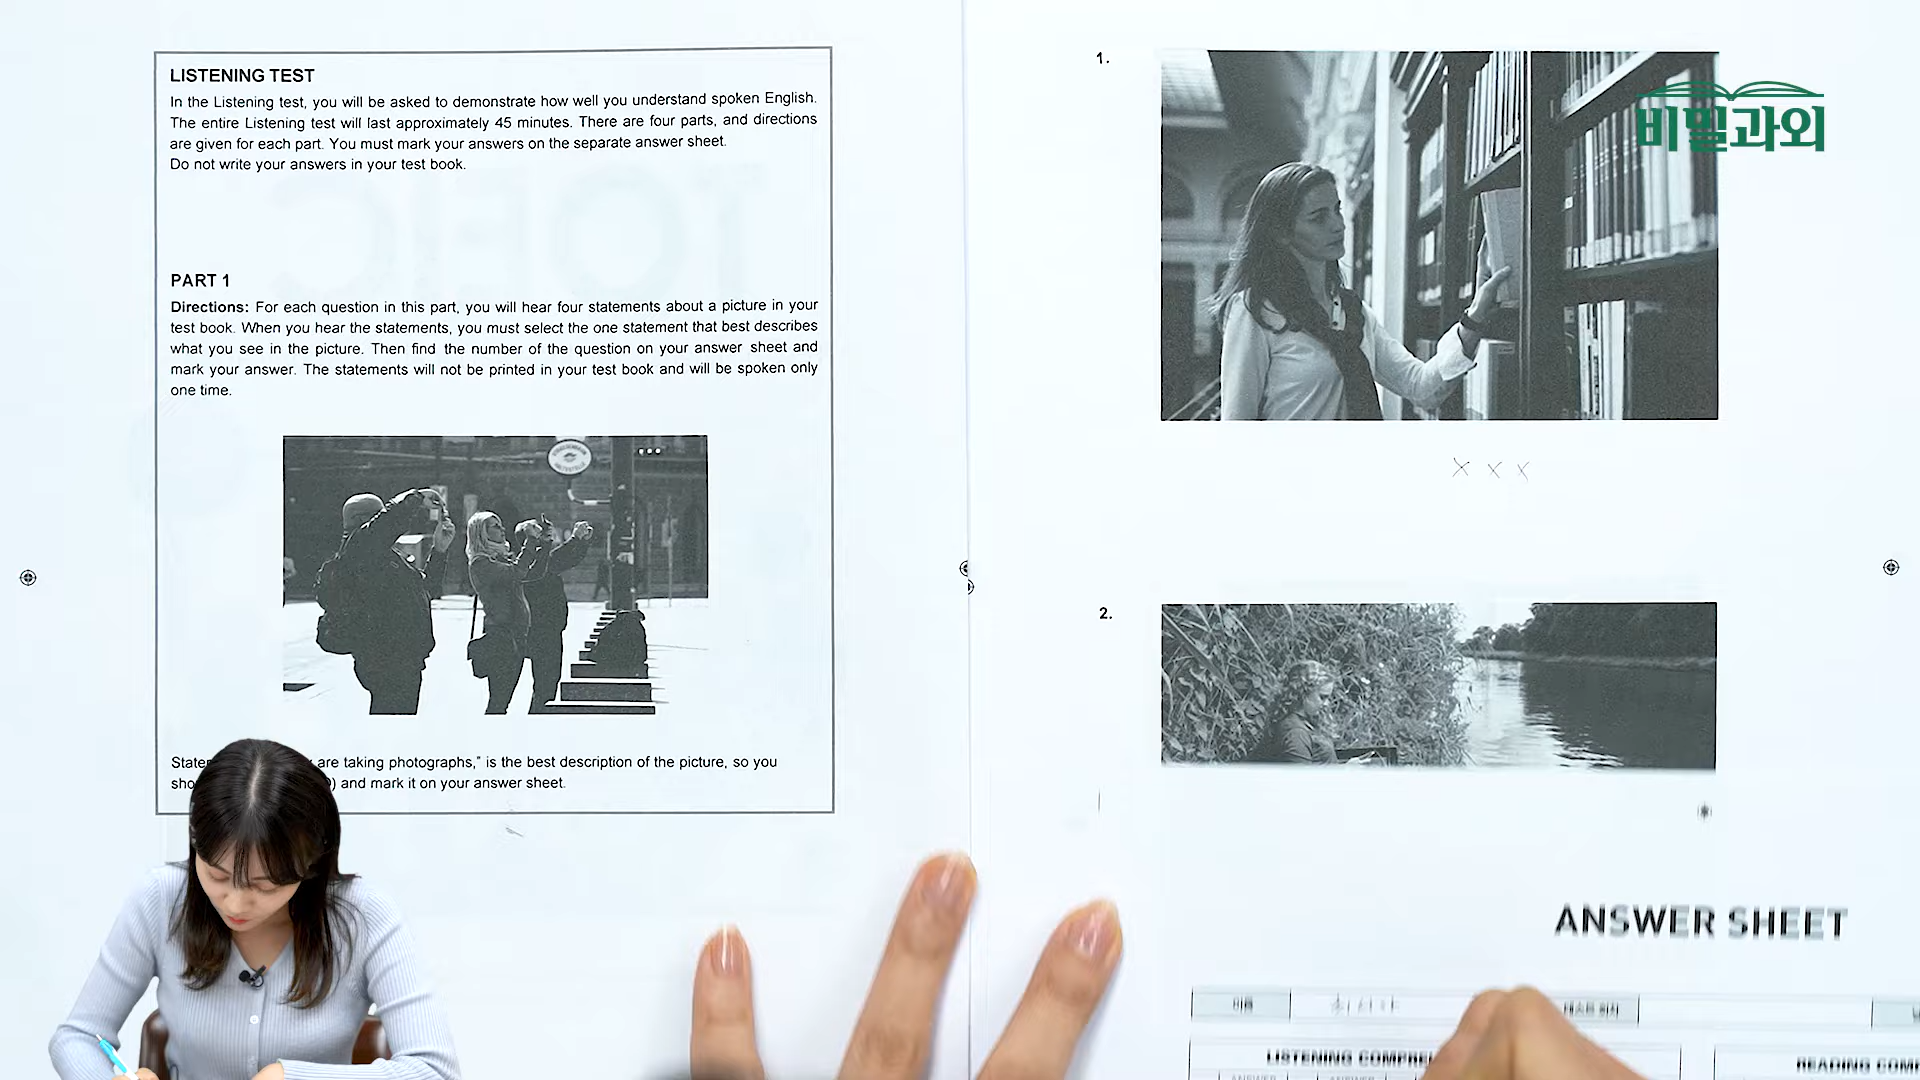 LISTENING TEST
In the Listening test, you will be asked to demonstrate how well you understand spoken English.
The entire Listening test will last approximately 45 minutes. There are four parts, and directions
are given for each part. You must mark your answers on the separate answer sheet.
Do not write your answers in your test book.
PART 1
Directions: For each question in this part, you will hear four statements about a picture in your
test book. When you hear the statements, you must select the one statement that best describes
what you see in the picture. Then find the number of the question on your answer sheet and
mark your answer. The statements will not be printed in your test book and will be spoken only
one time.
are taking photographs," is the best description of the picture, so you
) and mark it on your answer sheet.
1.
비밀과외
× × ×
2.
ANSWER SHEET
이름
LISTENING
READING